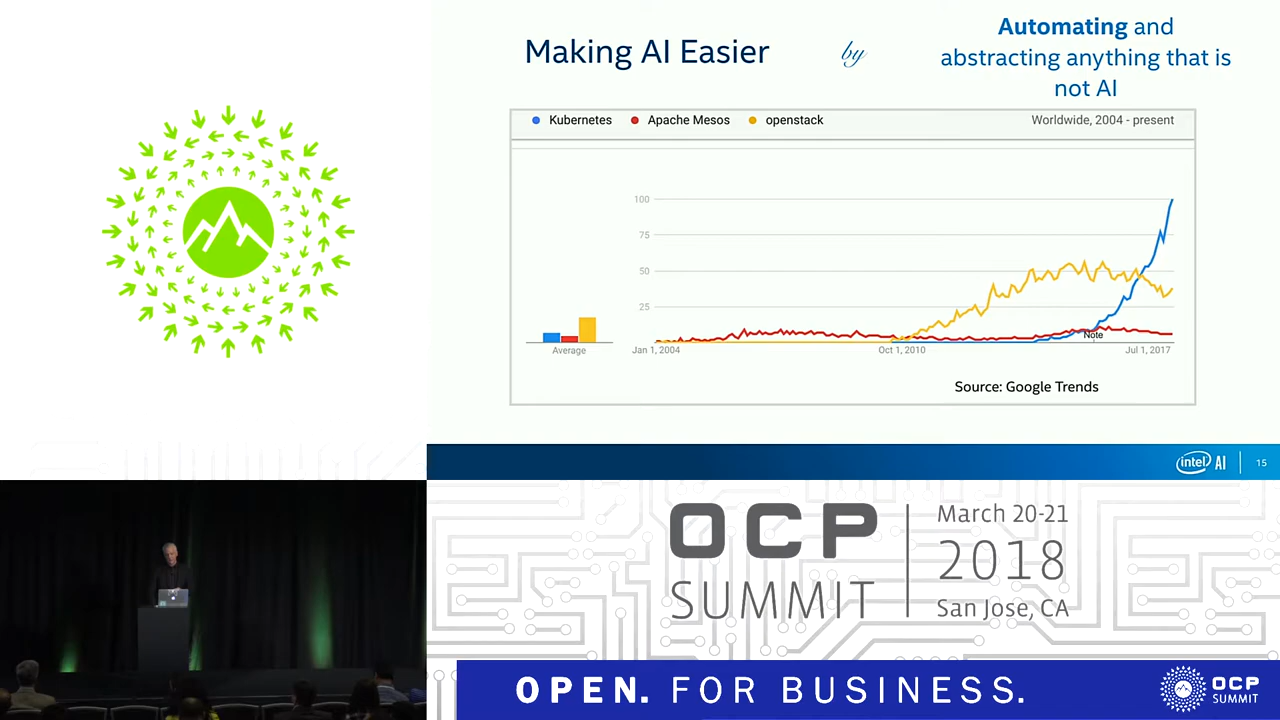 Making AI Easier
by
Automating and
abstracting anything that is
not AI
Kubernetes
Apache Mesos
openstack
Worldwide, 2004 - present
100
75
50
25
Note
Average
Jan 1, 2004
Oct 1, 2010
Jul 1, 2017
Source: Google Trends
intel AI
15
OCP
SUMMIT
March 20-21
2018
San Jose, CA
OPEN. FOR BUSINESS.
OCP
SUMMIT